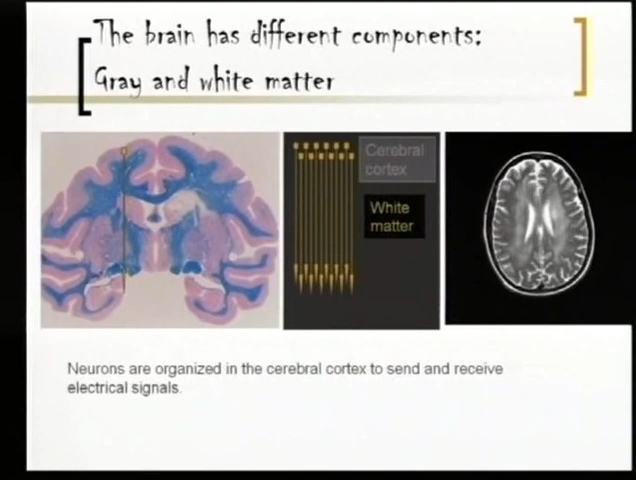 The brain has different components:
Gray and white matter
Cerebral
cortex
White
matter
Neurons are organized in the cerebral cortex to send and receive
electrical signals.